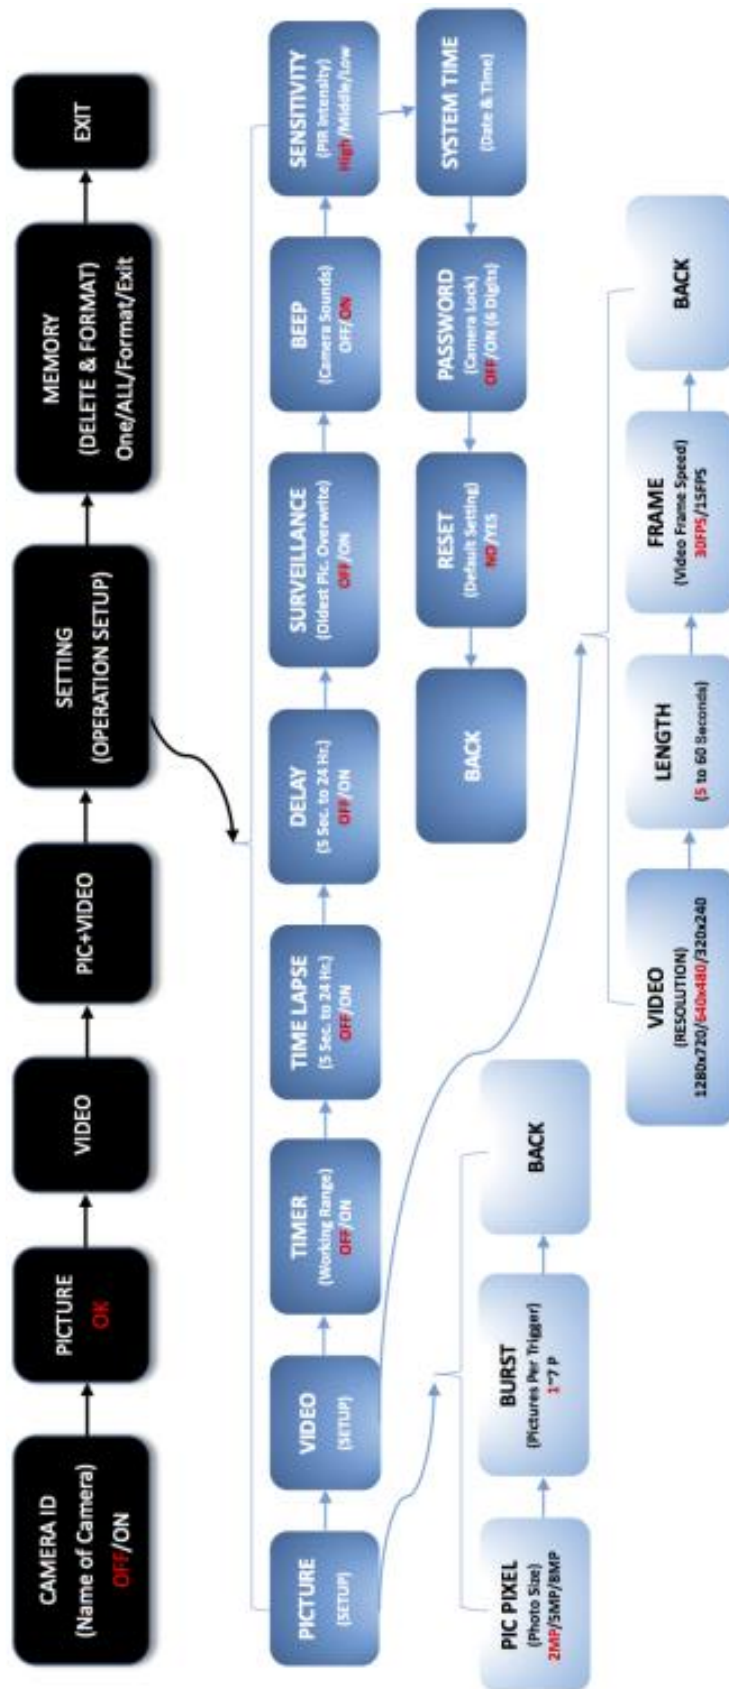 CAMERA ID
(Name of Camera)
OFF/ON
PICTURE
OK
VIDEO
PIC+VIDEO
SETTING
(OPERATION SETUP)
MEMORY
(DELETE & FORMAT)
One/ALL/Format/Exit
EXIT
PICTURE
(SETUP)
VIDEO
(SETUP)
TIMER
(Working Range)
OFF/ON
TIME LAPSE
(5 Sec. to 24 Hr.)
OFF/ON
DELAY
(5 Sec. to 24 Hr.)
OFF/ON
SURVEILLANCE
(Oldest Pic. Overwrite)
OFF/ON
BEEP
(Camera Sounds)
OFF/ON
SENSITIVITY
(PIR Intensity)
High/Middle/Low
SYSTEM TIME
(Date & Time)
PASSWORD
(Camera Lock)
OFF/ON (6 Digits)
RESET
(Default Setting)
NO/YES
BACK
PIC PIXEL
(Photo Size)
2MP/5MP/8MP
BURST
(Pictures Per Trigger)
1~7 P
BACK
VIDEO
(RESOLUTION)
1280x720/640x480/320x240
LENGTH
(5 to 60 Seconds)
FRAME
(Video Frame Speed)
30FPS/15FPS
BACK